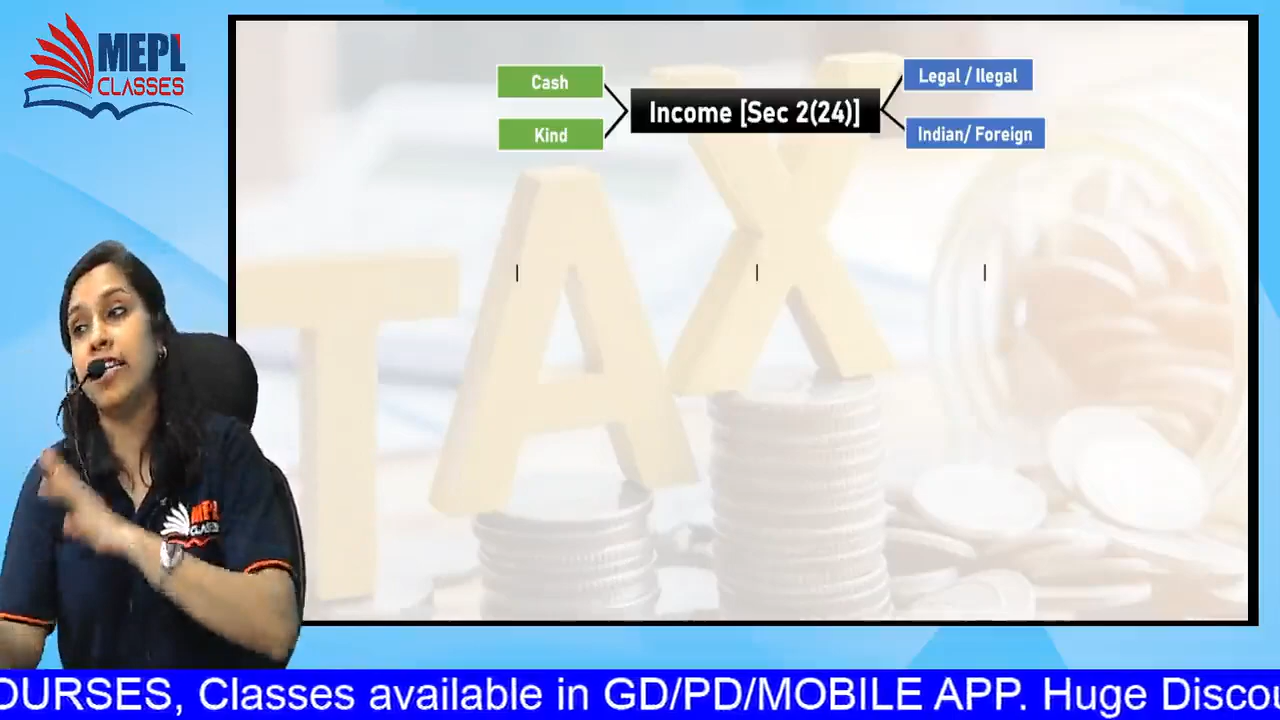 MEPL
CLASSES
Cash
Kind
Income [Sec 2(24)]
Legal / Ilegal
Indian/ Foreign
TAX
MEPL
CLASSES
OURSES, Classes available in GD/PD/MOBILE APP. Huge Discou